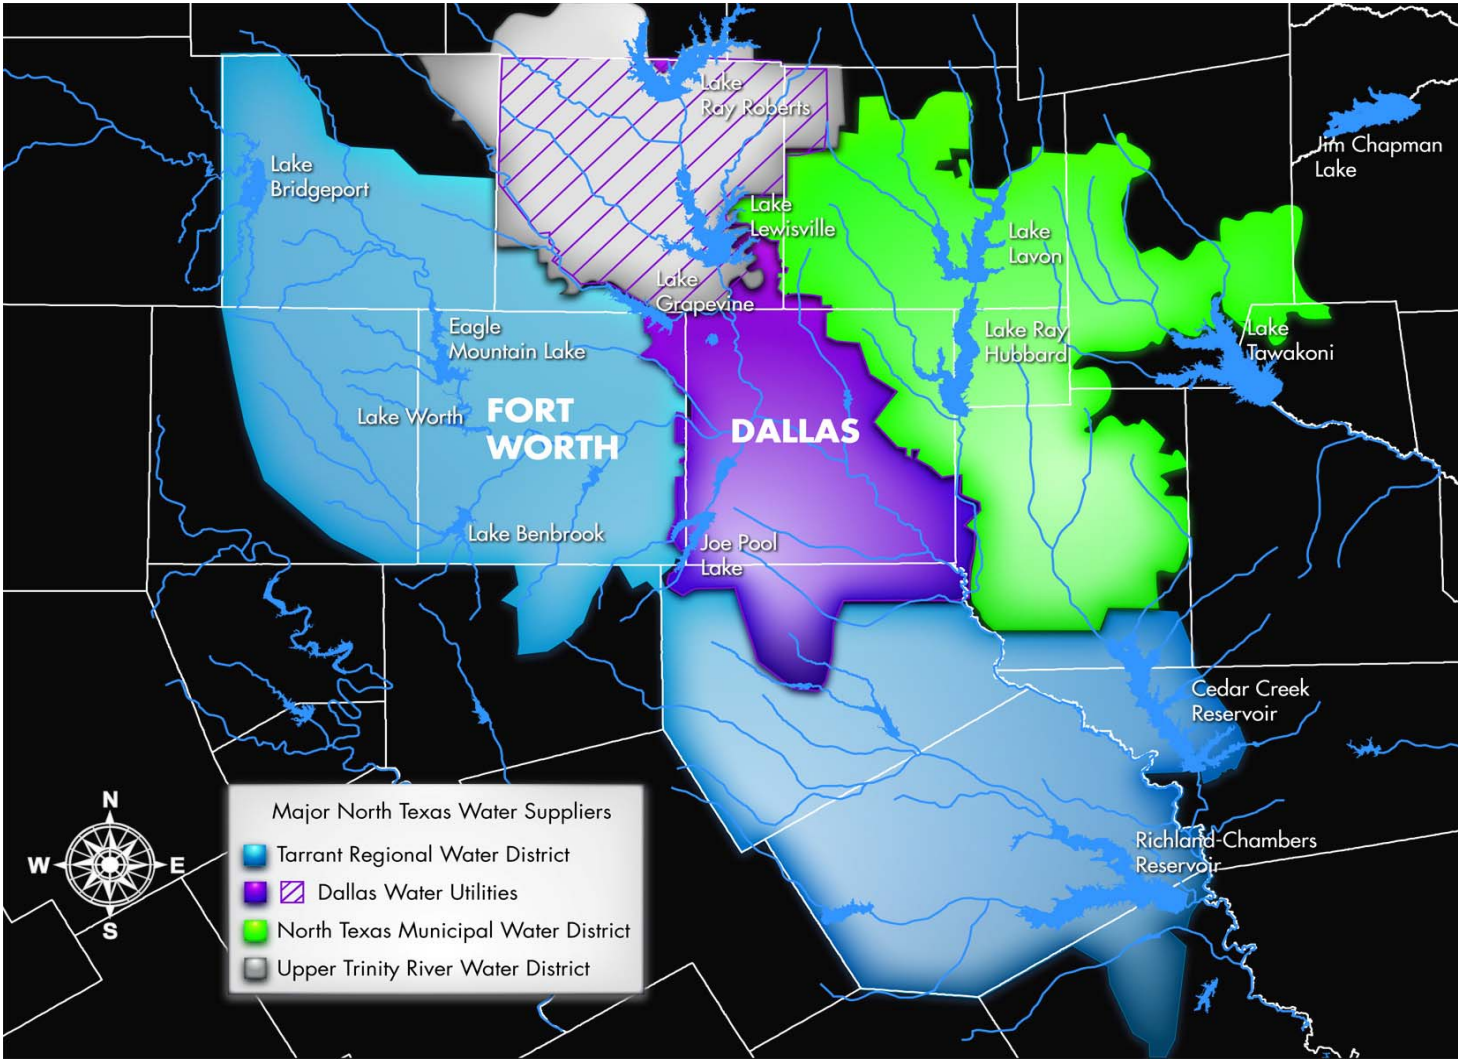 Lake
Ray Roberts
Jim Chapman
Lake
Lake
Bridgeport
Lake
Lewisville
Lake
Lavon
Lake
Grapevine
Eagle
Mountain Lake
Lake Ray
Hubbard
Lake
Tawakoni
Lake Worth
FORT
WORTH
DALLAS
Lake Benbrook
Joe Pool
Lake
Cedar Creek
Reservoir
Richland-Chambers
Reservoir
N
W
E
S
Major North Texas Water Suppliers
Tarrant Regional Water District
Dallas Water Utilities
North Texas Municipal Water District
Upper Trinity River Water District